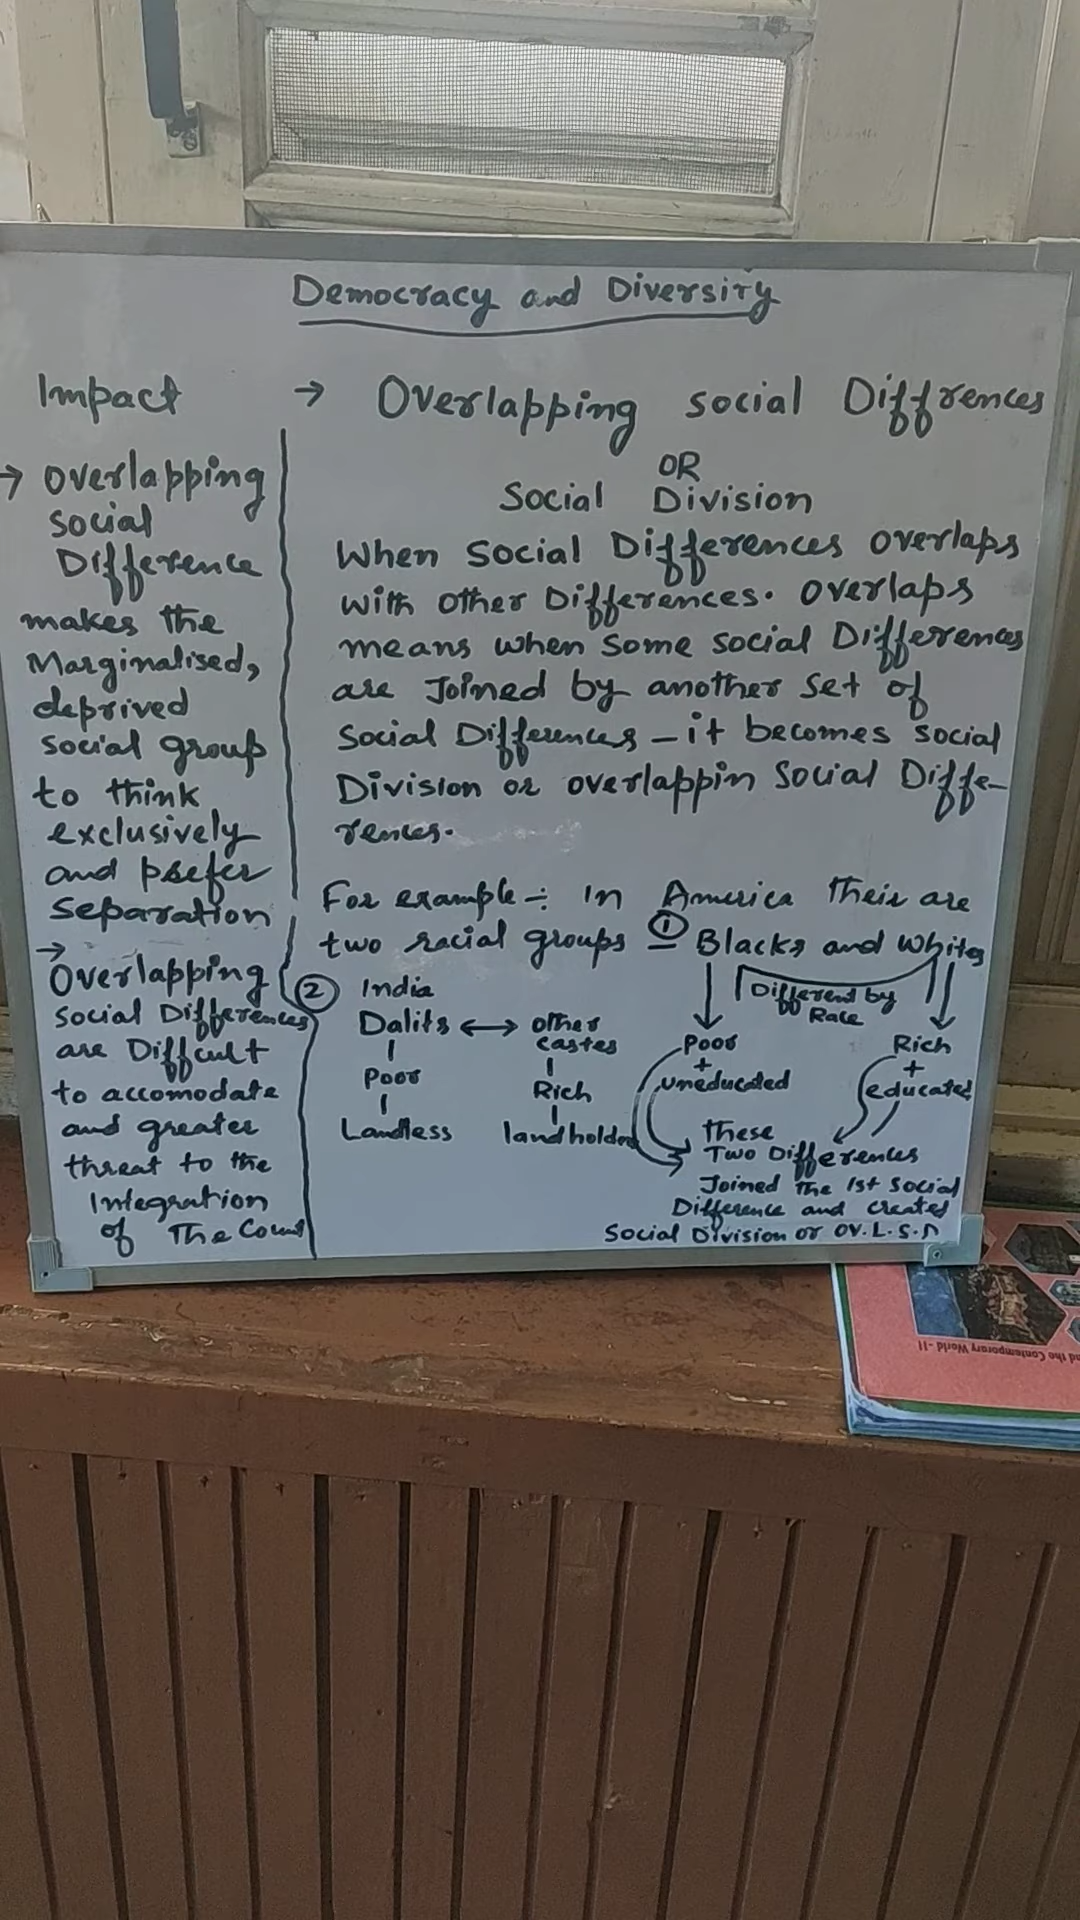 Democracy and Diversity
Impact
→ Overlapping
social
Difference
makes the
Marginalised,
deprived
social group
to think
exclusively
and prefer
separation
→
Overlapping
social Differences
are Difficult
to accomodate
and greater
threat to the
Integration
of The Count
→ Overlapping social Differences
OR
Social Division
When Social Differences overlaps
with other Differences. overlaps
means when some social Differences
are Joined by another set of
Social Differences - it becomes social
Division or overlappin Social Diffe-
rences.
For example :- In America their are
two racial groups - ① Blacks and Whites
Different by
Race
Poor
+
uneducated
Rich
+
educated
These
Two Differences
Joined the 1st social
Difference and created
Social Division or OV.L.S.D
② India
Dalits ↔ other
castes
Poor
Rich
Landless
landholder
nd the Contemporary World - II